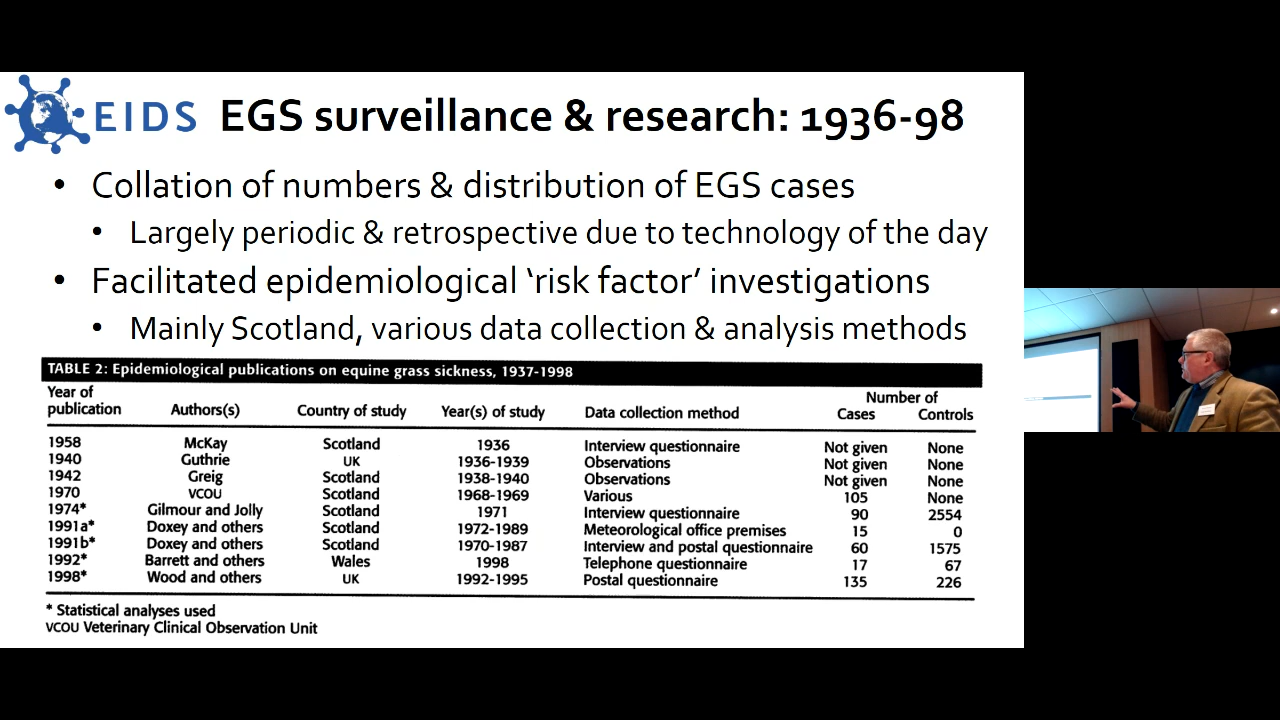 EIDS EGS surveillance & research: 1936-98
• Collation of numbers & distribution of EGS cases
• Largely periodic & retrospective due to technology of the day
• Facilitated epidemiological ‘risk factor’ investigations
• Mainly Scotland, various data collection & analysis methods
TABLE 2: Epidemiological publications on equine grass sickness, 1937-1998
Year of publication Authors(s) Country of study Year(s) of study Data collection method Number of Cases Controls
1958 McKay Scotland 1936 Interview questionnaire Not given None
1940 Guthrie UK 1936-1939 Observations Not given None
1942 Greig Scotland 1938-1940 Observations Not given None
1970 VCOU Scotland 1968-1969 Various 105 None
1974* Gilmour and Jolly Scotland 1971 Interview questionnaire 90 2554
1991a* Doxey and others Scotland 1972-1989 Meteorological office premises 15 0
1991b* Doxey and others Scotland 1970-1987 Interview and postal questionnaire 60 1575
1992* Barrett and others Wales 1998 Telephone questionnaire 17 67
1998* Wood and others UK 1992-1995 Postal questionnaire 135 226
* Statistical analyses used
VCOU Veterinary Clinical Observation Unit